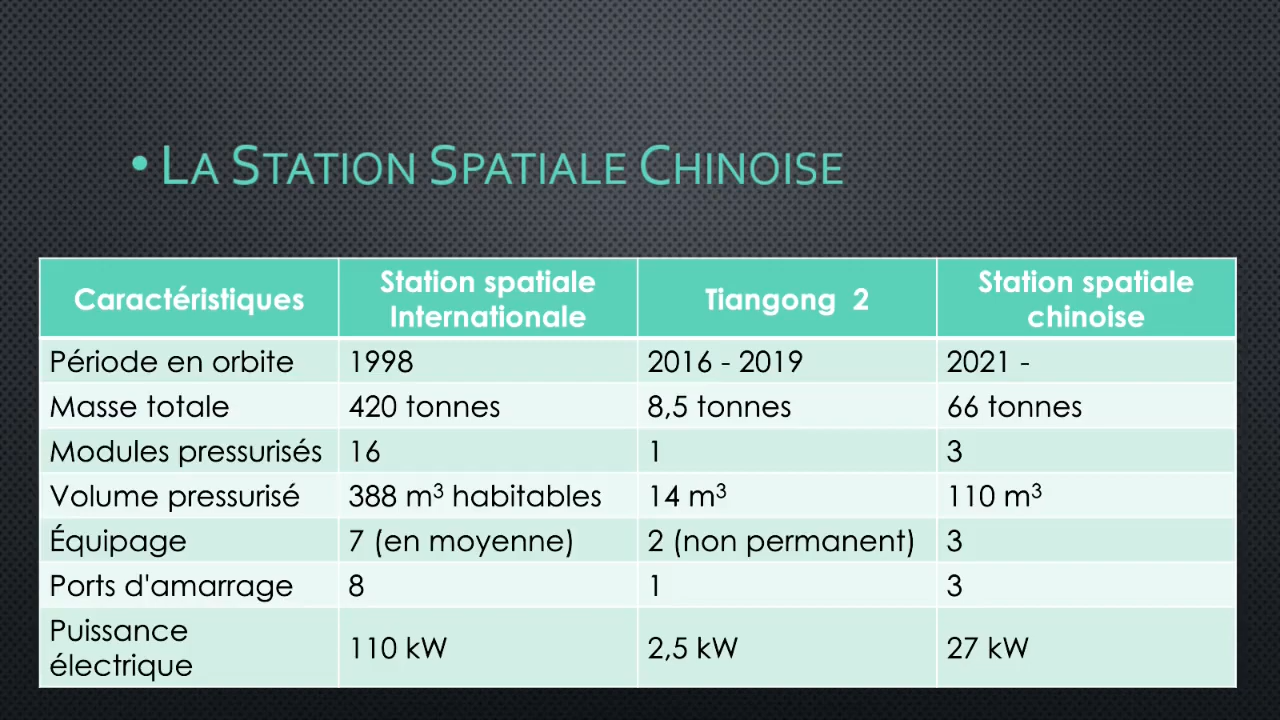 • LA STATION SPATIALE CHINOISE
Caractéristiques Station spatiale Internationale Tiangong 2 Station spatiale chinoise
Période en orbite 1998 2016 - 2019 2021 -
Masse totale 420 tonnes 8,5 tonnes 66 tonnes
Modules pressurisés 16 1 3
Volume pressurisé 388 m³ habitables 14 m³ 110 m³
Équipage 7 (en moyenne) 2 (non permanent) 3
Ports d'amarrage 8 1 3
Puissance électrique 110 kW 2,5 kW 27 kW